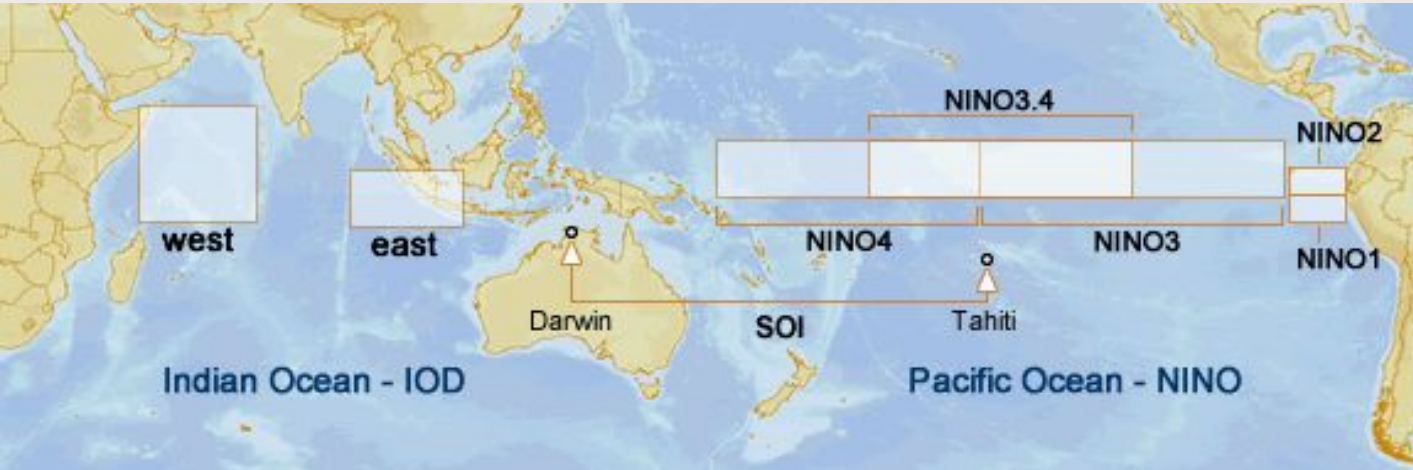 NINO3.4
NINO2
west
east
NINO4
NINO3
NINO1
Darwin
SOI
Tahiti
Indian Ocean - IOD
Pacific Ocean - NINO